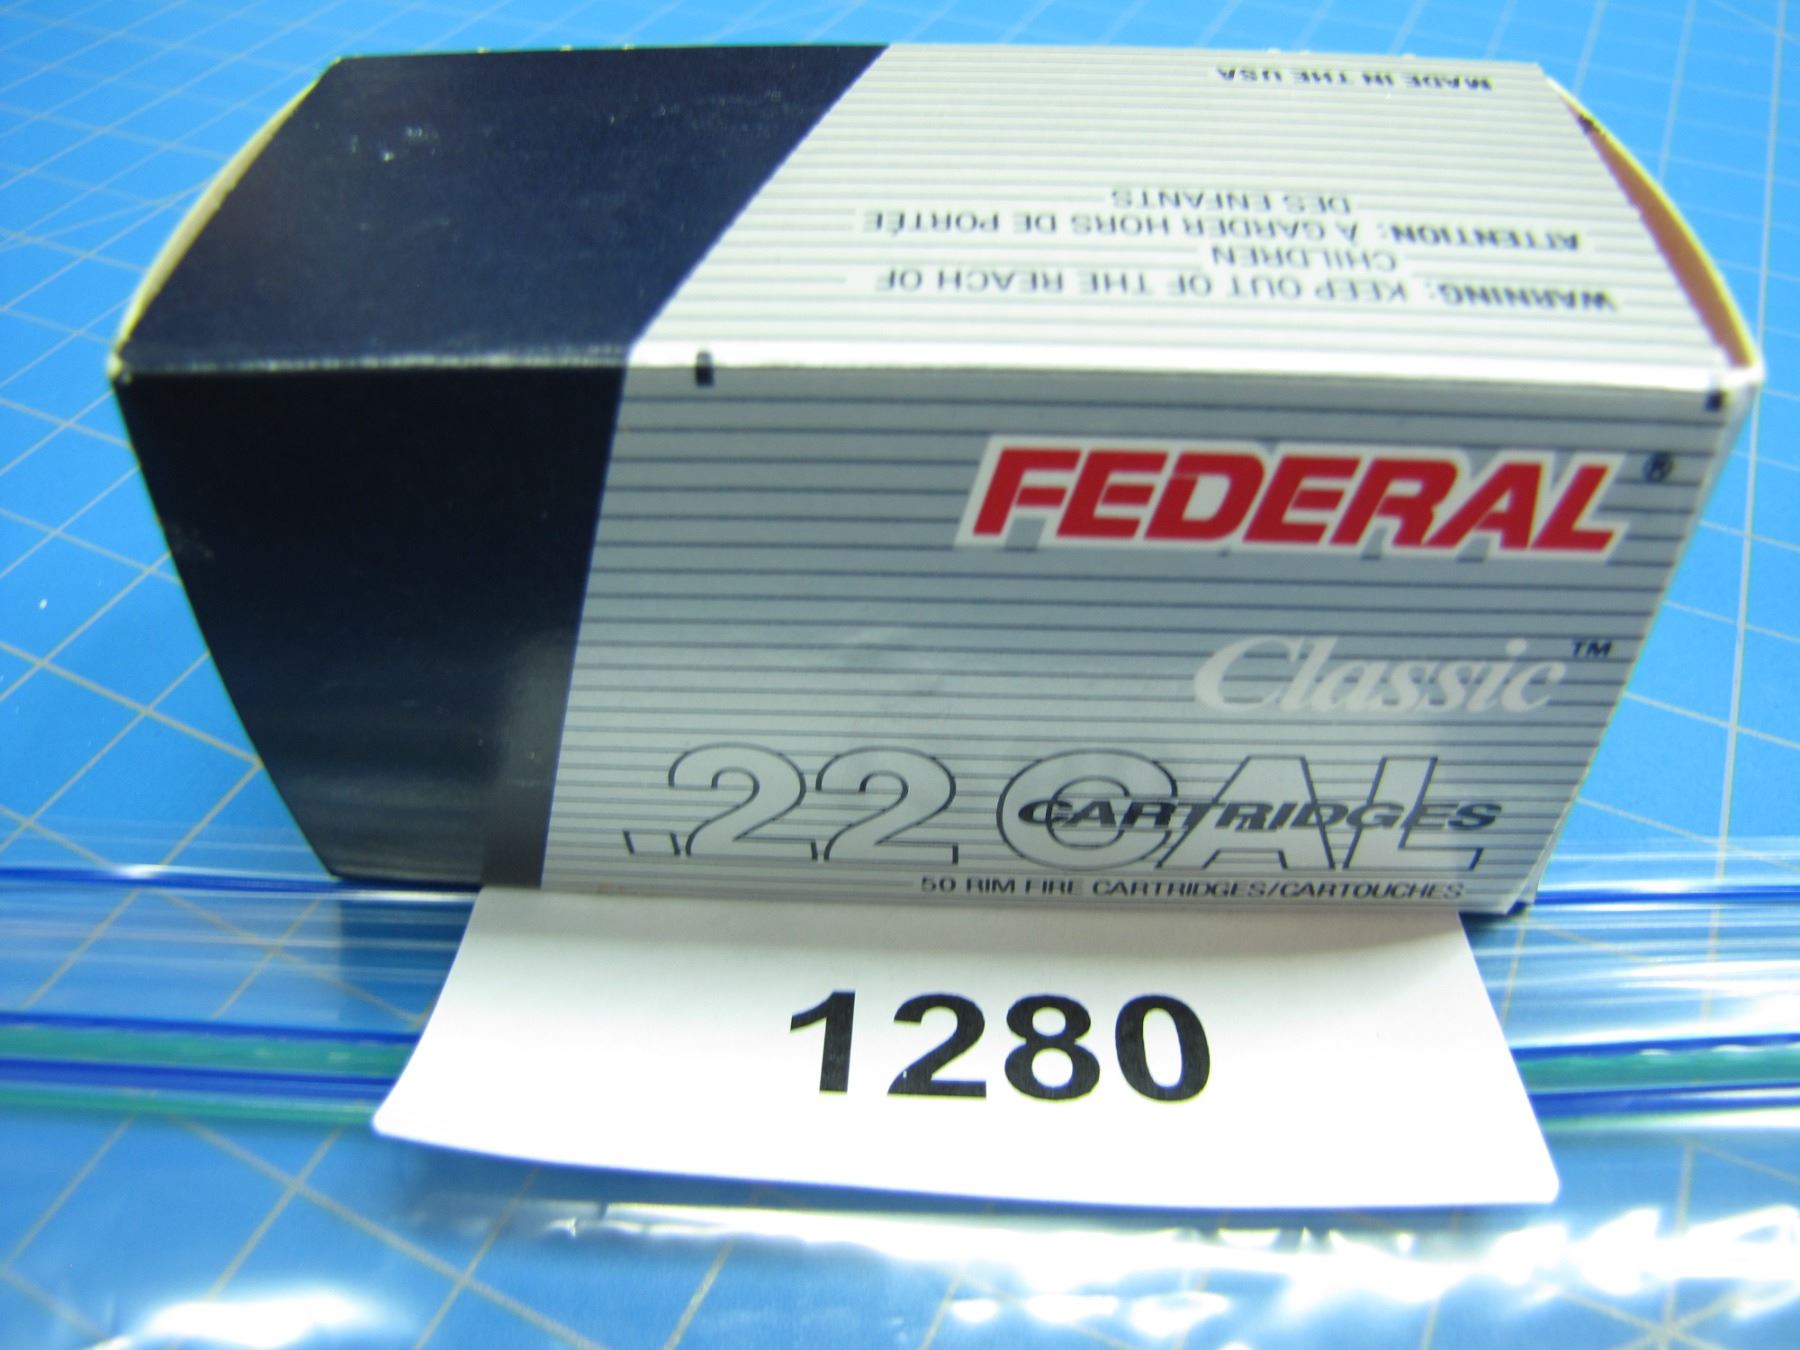 MADE IN THE USA
WARNING: KEEP OUT OF THE REACH OF
CHILDREN
ATTENTION: À GARDER HORS DE PORTÉE
DES ENFANTS
FEDERAL®
Classic™
.22 CAL
CARTRIDGES
50 RIM FIRE CARTRIDGES/CARTOUCHES
1280